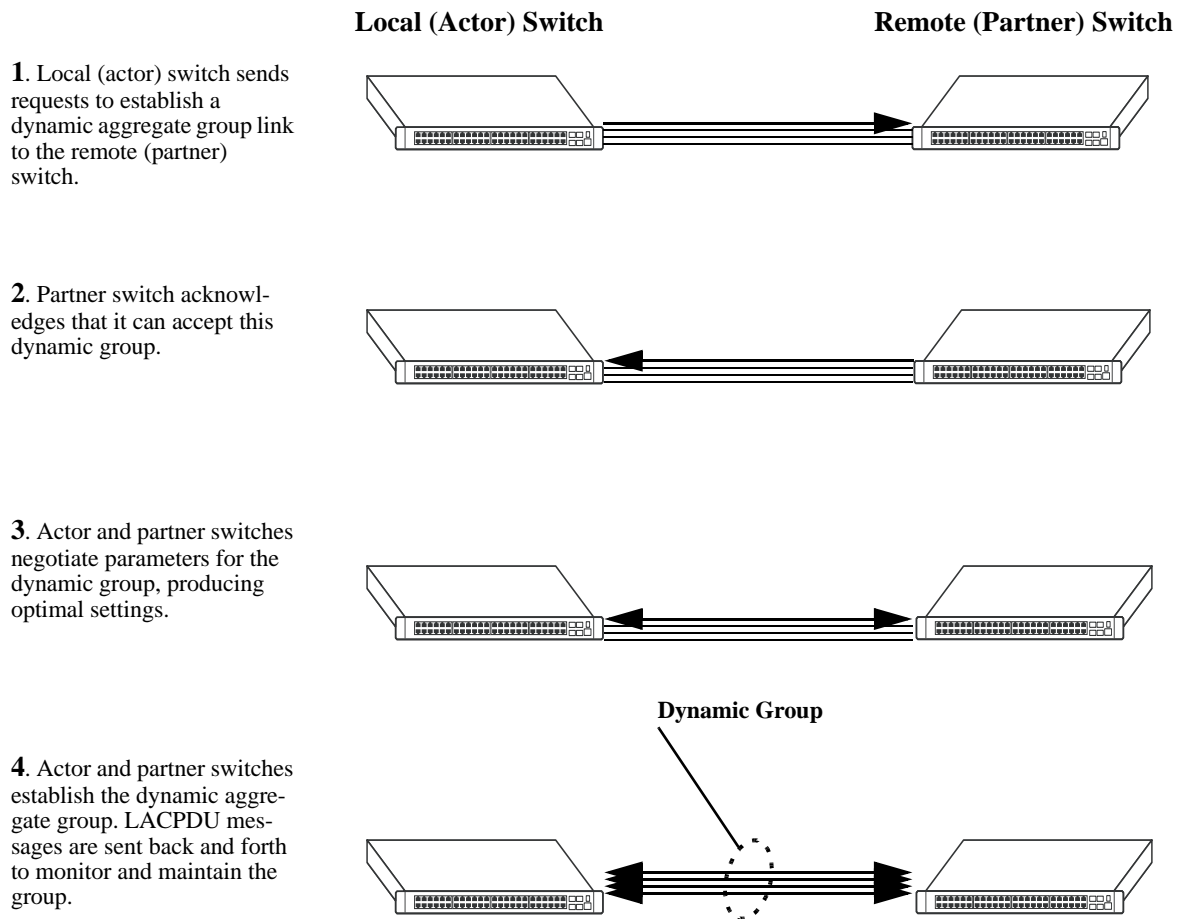 Local (Actor) Switch
Remote (Partner) Switch
1. Local (actor) switch sends
requests to establish a
dynamic aggregate group link
to the remote (partner)
switch.
2. Partner switch acknowl-
edges that it can accept this
dynamic group.
3. Actor and partner switches
negotiate parameters for the
dynamic group, producing
optimal settings.
Dynamic Group
4. Actor and partner switches
establish the dynamic aggre-
gate group. LACPDU mes-
sages are sent back and forth
to monitor and maintain the
group.